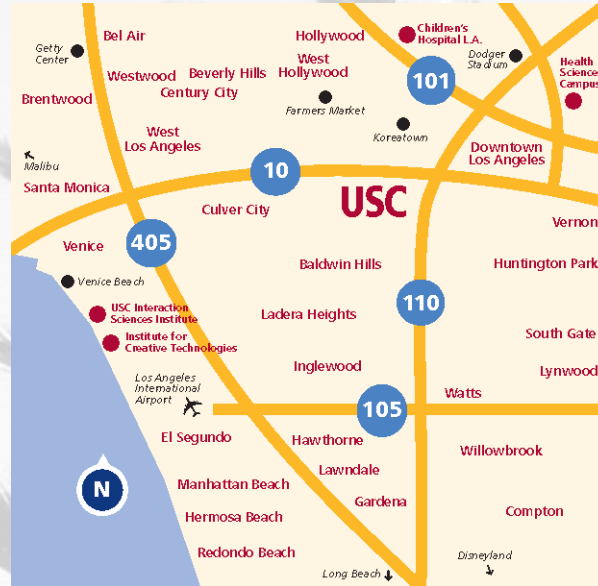 Bel Air
Hollywood
Children's
Hospital L.A.
Getty
Center
Dodger
Stadium
West
Hollywood
Health
Sciences
Campus
Westwood
Beverly Hills
Century City
101
Brentwood
Farmers Market
Koreatown
West
Los Angeles
Downtown
Los Angeles
Malibu
10
Santa Monica
USC
Culver City
Vernon
Venice
405
Baldwin Hills
Huntington Park
Venice Beach
110
USC Interaction
Sciences Institute
Ladera Heights
Institute for
Creative Technologies
South Gate
Inglewood
Lynwood
Los Angeles
International
Airport
Watts
105
El Segundo
Hawthorne
Willowbrook
Lawndale
Manhattan Beach
N
Gardena
Compton
Hermosa Beach
Redondo Beach
Disneyland
Long Beach